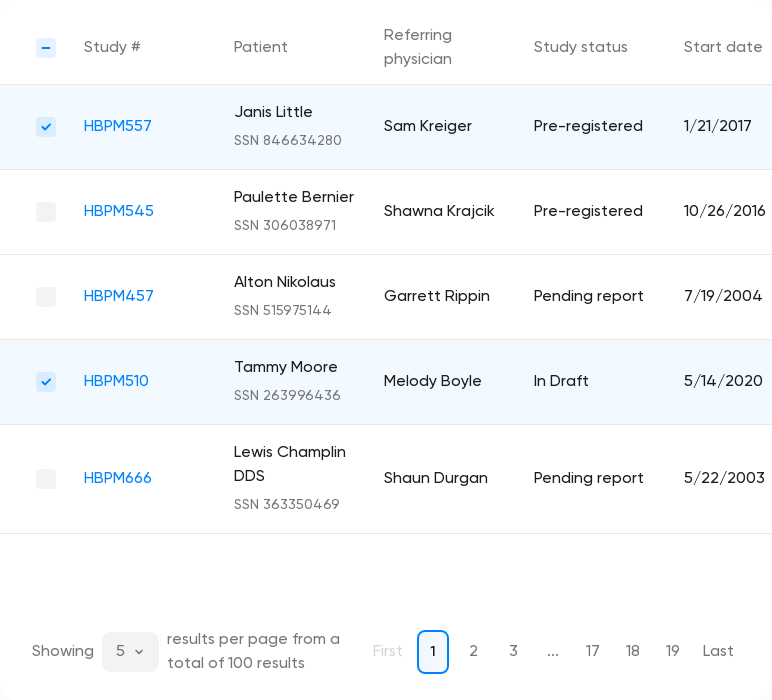 Study #
Patient
Referring
physician
Study status
Start date
HBPM557
Janis Little
SSN 846634280
Sam Kreiger
Pre-registered
1/21/2017
HBPM545
Paulette Bernier
SSN 306038971
Shawna Krajcik
Pre-registered
10/26/2016
HBPM457
Alton Nikolaus
SSN 515975144
Garrett Rippin
Pending report
7/19/2004
HBPM510
Tammy Moore
SSN 263996436
Melody Boyle
In Draft
5/14/2020
HBPM666
Lewis Champlin
DDS
SSN 363350469
Shaun Durgan
Pending report
5/22/2003
Showing
5
results per page from a
total of 100 results
First
1
2
3
...
17
18
19
Last